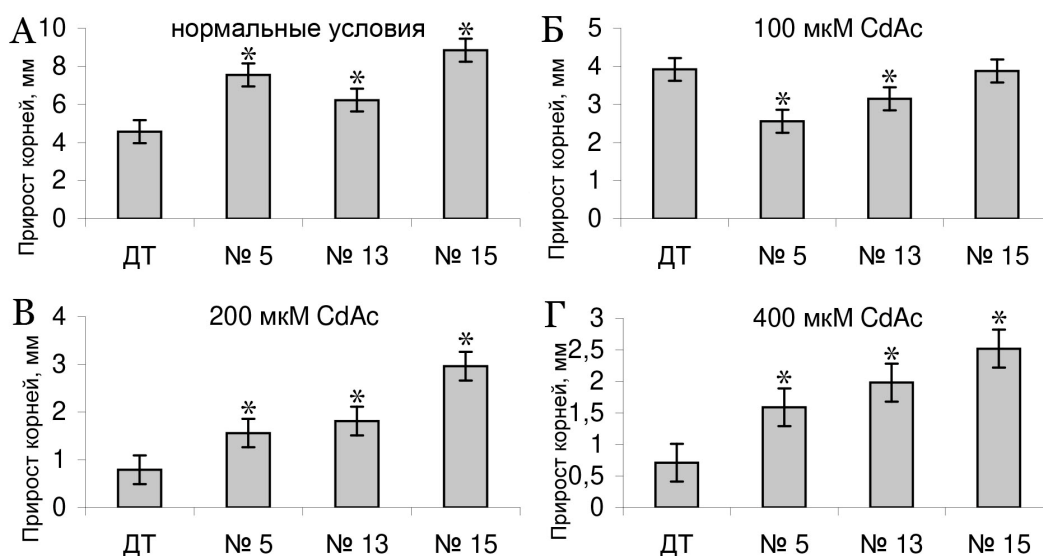 А
нормальные условия
Прирост корней, мм
10
8
6
4
2
0
*
*
*
ДТ
№ 5
№ 13
№ 15
Б
100 мкМ CdAc
Прирост корней, мм
5
4
3
2
1
0
*
*
ДТ
№ 5
№ 13
№ 15
В
200 мкМ CdAc
Прирост корней, мм
4
3
2
1
0
*
*
*
ДТ
№ 5
№ 13
№ 15
Г
400 мкМ CdAc
Прирост корней, мм
3
2,5
2
1,5
1
0,5
0
*
*
*
ДТ
№ 5
№ 13
№ 15